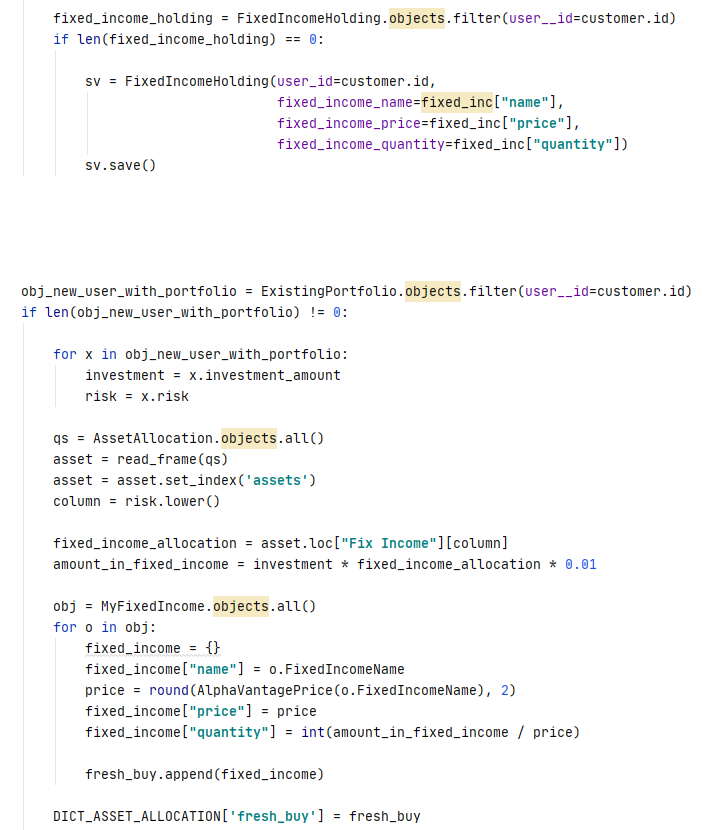 fixed_income_holding = FixedIncomeHolding.objects.filter(user__id=customer.id)
if len(fixed_income_holding) == 0:
sv = FixedIncomeHolding(user_id=customer.id,
fixed_income_name=fixed_inc["name"],
fixed_income_price=fixed_inc["price"],
fixed_income_quantity=fixed_inc["quantity"])
sv.save()
obj_new_user_with_portfolio = ExistingPortfolio.objects.filter(user__id=customer.id)
if len(obj_new_user_with_portfolio) != 0:
for x in obj_new_user_with_portfolio:
investment = x.investment_amount
risk = x.risk
qs = AssetAllocation.objects.all()
asset = read_frame(qs)
asset = asset.set_index('assets')
column = risk.lower()
fixed_income_allocation = asset.loc["Fix Income"][column]
amount_in_fixed_income = investment * fixed_income_allocation * 0.01
obj = MyFixedIncome.objects.all()
for o in obj:
fixed_income = {}
fixed_income["name"] = o.FixedIncomeName
price = round(AlphaVantagePrice(o.FixedIncomeName), 2)
fixed_income["price"] = price
fixed_income["quantity"] = int(amount_in_fixed_income / price)
fresh_buy.append(fixed_income)
DICT_ASSET_ALLOCATION['fresh_buy'] = fresh_buy